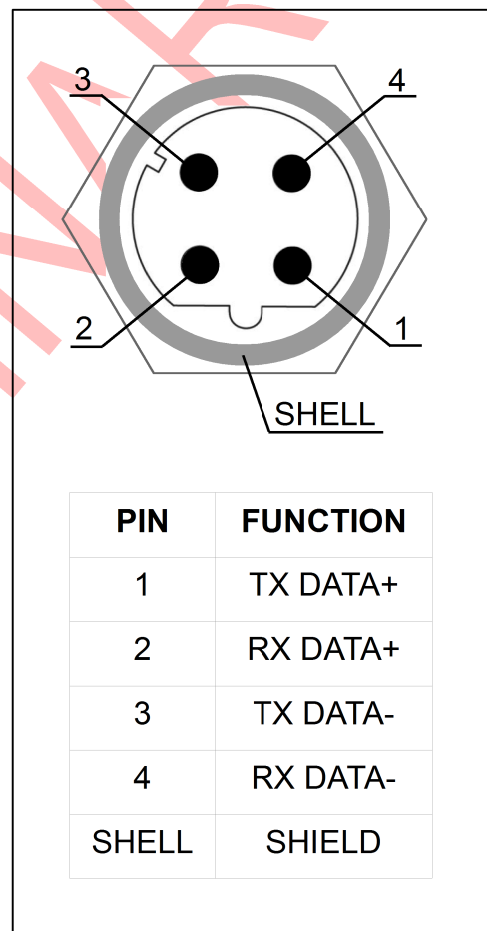 3 4
2 1
SHELL
PIN FUNCTION
1 TX DATA+
2 RX DATA+
3 TX DATA-
4 RX DATA-
SHELL SHIELD